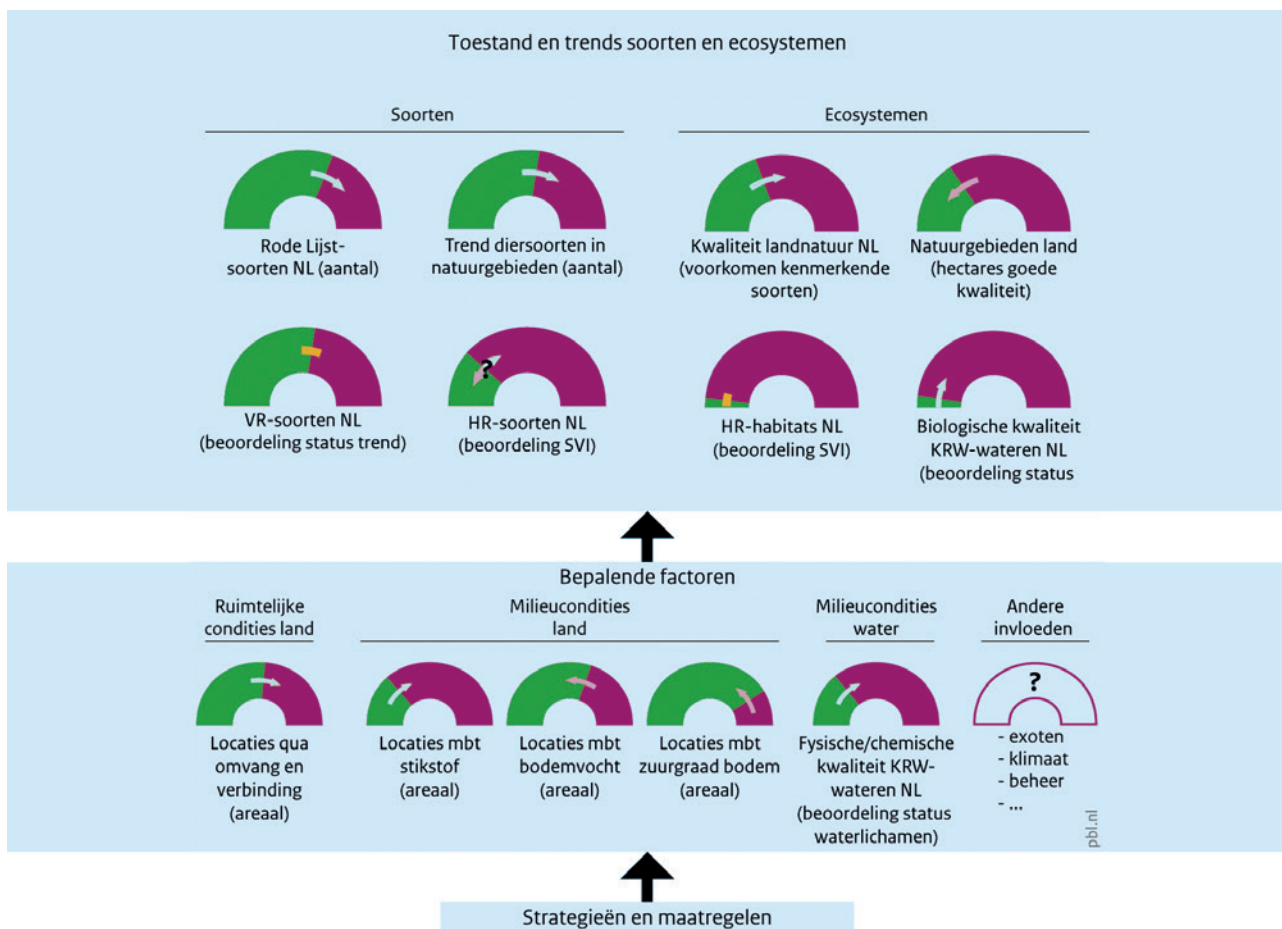 Toestand en trends soorten en ecosystemen
Soorten
Ecosystemen
Rode Lijst-
soorten NL (aantal)
Trend diersoorten in
natuurgebieden (aantal)
Kwaliteit landnatuur NL
(voorkomen kenmerkende
soorten)
Natuurgebieden land
(hectares goede
kwaliteit)
?
VR-soorten NL
(beoordeling status trend)
HR-soorten NL
(beoordeling SVI)
HR-habitats NL
(beoordeling SVI)
Biologische kwaliteit
KRW-wateren NL
(beoordeling status
Bepalende factoren
Ruimtelijke
condities land
Milieucondities
land
Milieucondities
water
Andere
invloeden
?
Locaties qua
omvang en
verbinding
(areaal)
Locaties mbt
stikstof
(areaal)
Locaties mbt
bodemvocht
(areaal)
Locaties mbt
zuurgraad bodem
(areaal)
Fysische/chemische
kwaliteit KRW-
wateren NL
(beoordeling status
waterlichamen)
- exoten
- klimaat
- beheer
- ...
pbl.nl
Strategieën en maatregelen